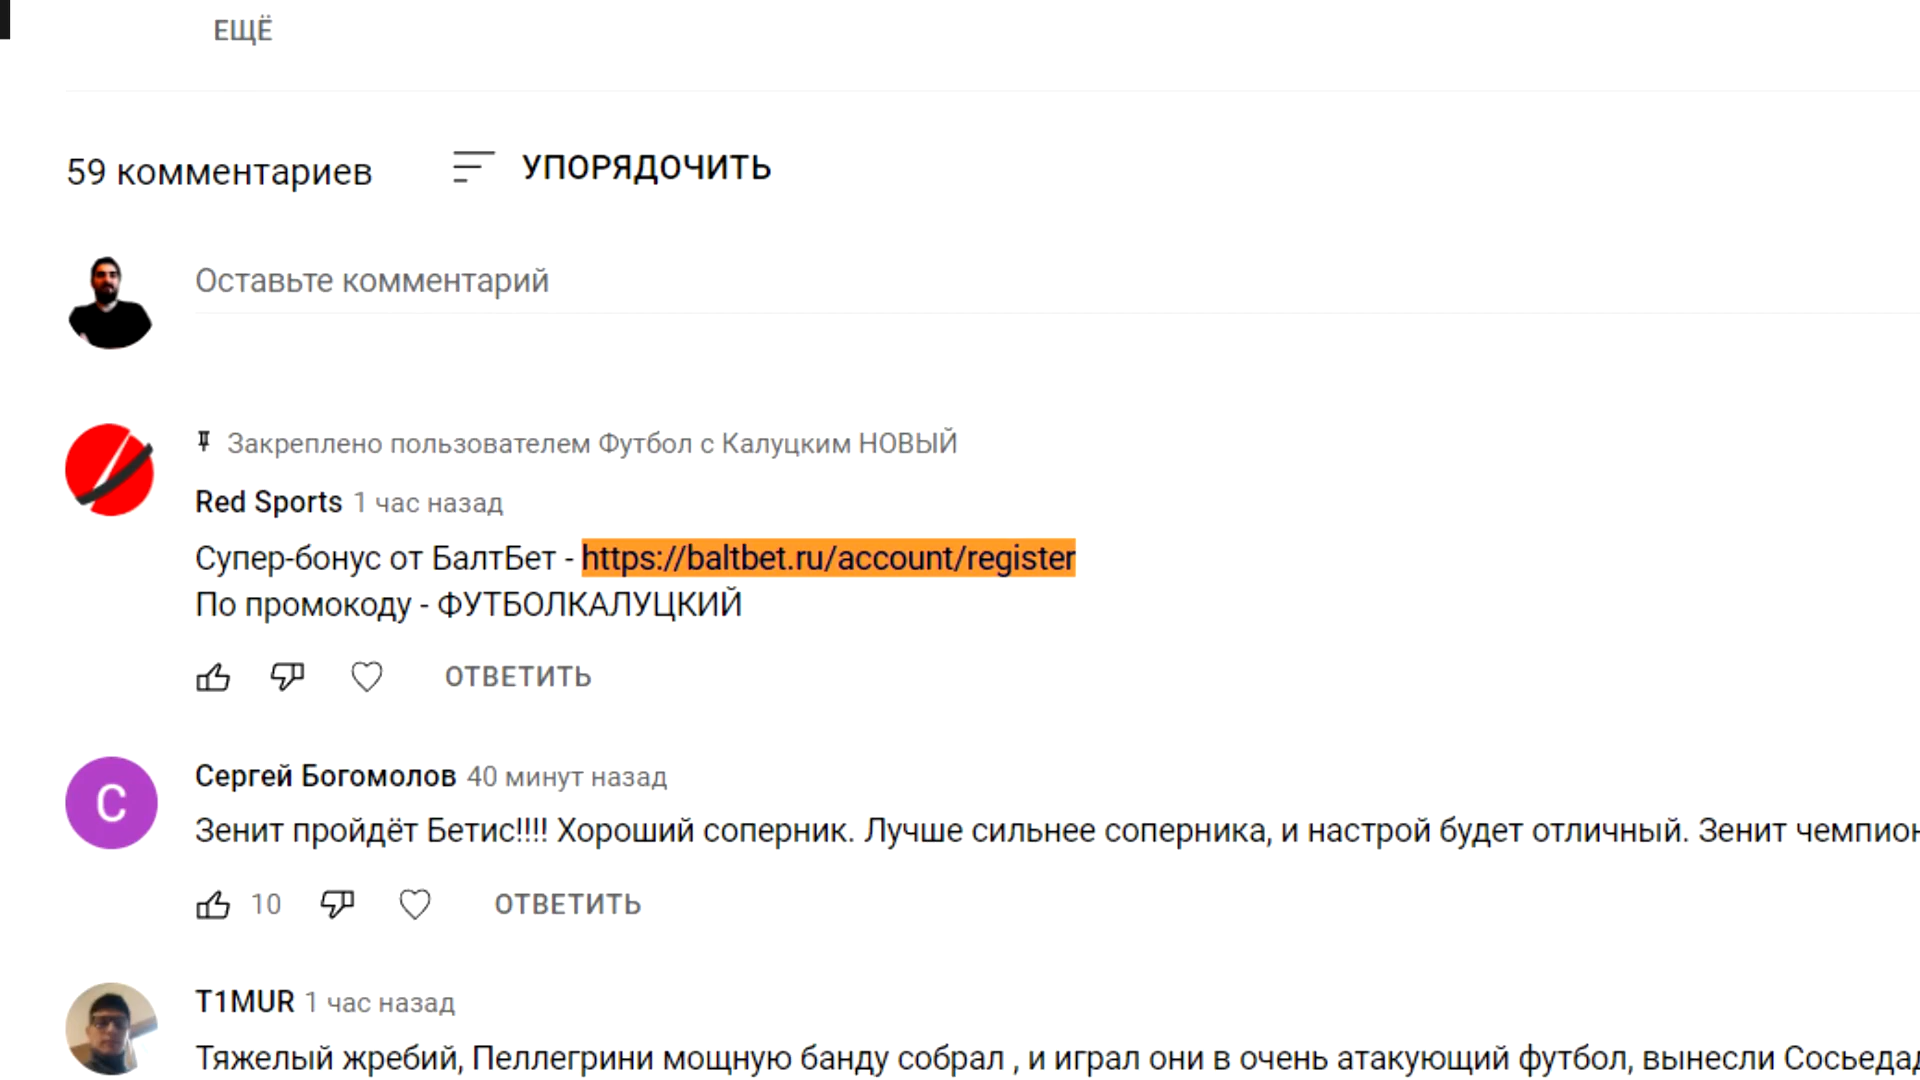 ЕЩЁ
59 комментариев
УПОРЯДОЧИТЬ
Оставьте комментарий
Закреплено пользователем Футбол с Калуцким НОВЫЙ
Red Sports 1 час назад
Супер-бонус от БалтБет - https://baltbet.ru/account/register
По промокоду - ФУТБОЛКАЛУЦКИЙ
ОТВЕТИТЬ
С
Сергей Богомолов 40 минут назад
Зенит пройдёт Бетис!!!! Хороший соперник. Лучше сильнее соперника, и настрой будет отличный. Зенит
10 ОТВЕТИТЬ
T1MUR 1 час назад
Тяжелый жребий, Пеллегрини мощную банду собрал , и играл они в очень атакующий футбол, вынесли